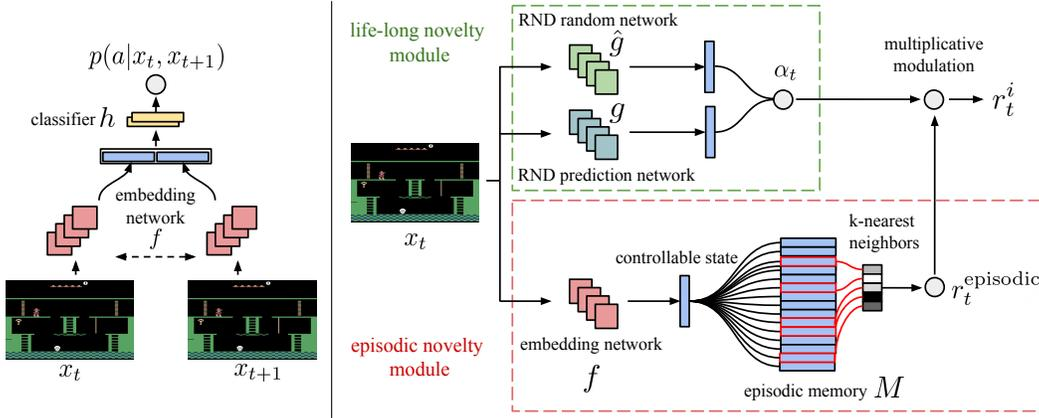 p(a|x_t, x_{t+1})
classifier h
embedding
network
f
x_t
x_{t+1}
life-long novelty
module
RND random network
ĝ
g
RND prediction network
α_t
multiplicative
modulation
r_t^i
x_t
episodic novelty
module
embedding network
f
controllable state
k-nearest
neighbors
r_t^{episodic}
episodic memory M